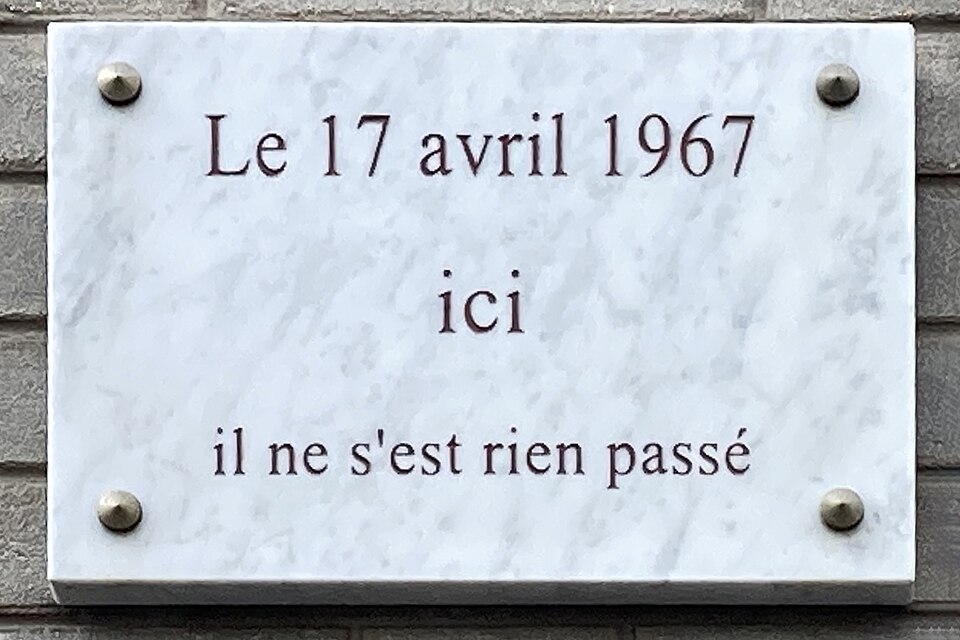 Le 17 avril 1967
ici
il ne s'est rien passé